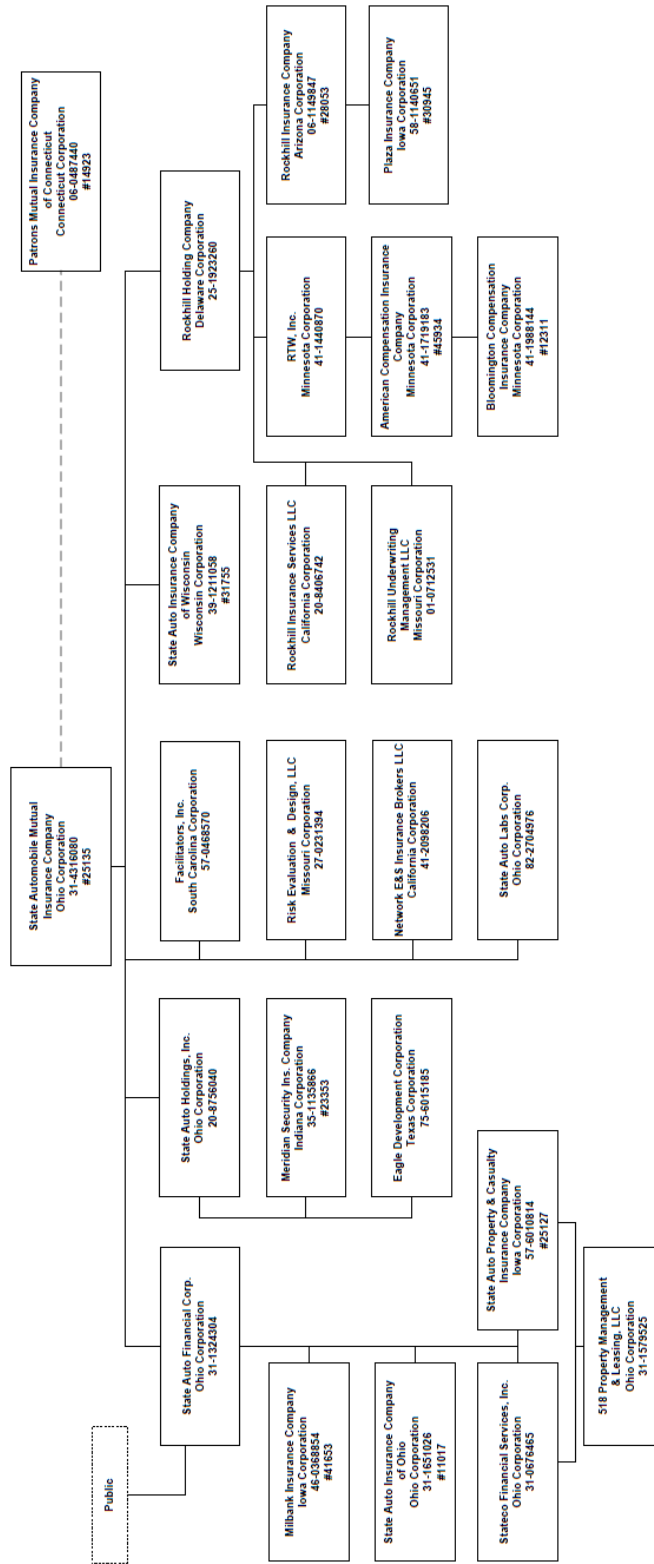 Patrons Mutual Insurance Company
of Connecticut
Connecticut Corporation
06-0487440
#14923
State Automobile Mutual
Insurance Company
Ohio Corporation
31-4316080
#25135
Public
State Auto Financial Corp.
Ohio Corporation
31-1324304
State Auto Holdings, Inc.
Ohio Corporation
20-8756040
Facilitators, Inc.
South Carolina Corporation
57-0468570
State Auto Insurance Company
of Wisconsin
Wisconsin Corporation
39-1211058
#31755
Rockhill Holding Company
Delaware Corporation
25-1923260
Milbank Insurance Company
Iowa Corporation
46-0368854
#41653
Meridian Security Ins. Company
Indiana Corporation
35-1135866
#23353
Risk Evaluation & Design, LLC
Missouri Corporation
27-0231394
Rockhill Insurance Services LLC
California Corporation
20-8406742
RTW, Inc.
Minnesota Corporation
41-1440870
Rockhill Insurance Company
Arizona Corporation
06-1149847
#28053
State Auto Insurance Company
of Ohio
Ohio Corporation
31-1651026
#11017
Eagle Development Corporation
Texas Corporation
75-6015185
Network E&S Insurance Brokers LLC
California Corporation
41-2098206
Rockhill Underwriting
Management LLC
Missouri Corporation
01-0712531
American Compensation Insurance
Company
Minnesota Corporation
41-1719183
#45934
Plaza Insurance Company
Iowa Corporation
58-1140651
#30945
Stateco Financial Services, Inc.
Ohio Corporation
31-0676465
State Auto Property & Casualty
Insurance Company
Iowa Corporation
57-6010814
#25127
State Auto Labs Corp.
Ohio Corporation
82-2704976
Bloomington Compensation
Insurance Company
Minnesota Corporation
41-1988144
#12311
518 Property Management
& Leasing, LLC
Ohio Corporation
31-1579525